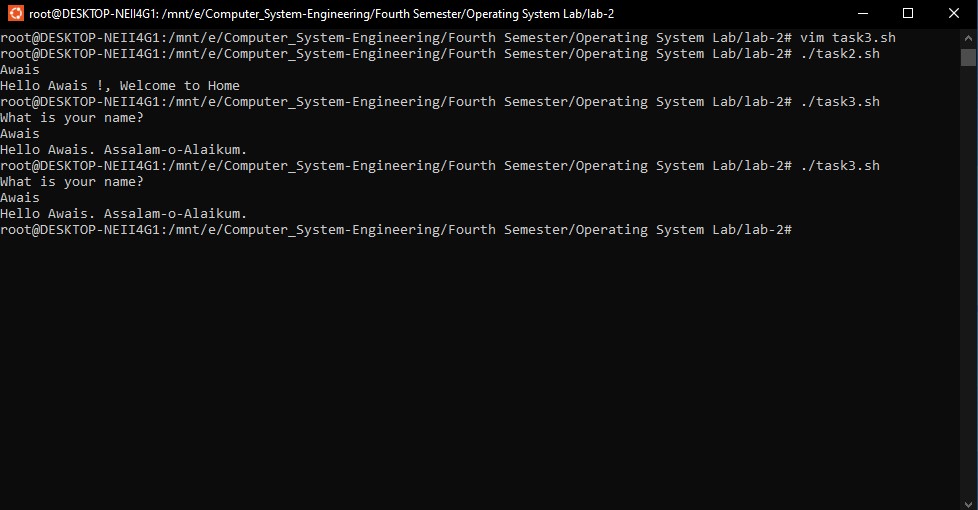 root@DESKTOP-NEII4G1: /mnt/e/Computer_System-Engineering/Fourth Semester/Operating System Lab/lab-2
root@DESKTOP-NEII4G1:/mnt/e/Computer_System-Engineering/Fourth Semester/Operating System Lab/lab-2# vim task3.sh
root@DESKTOP-NEII4G1:/mnt/e/Computer_System-Engineering/Fourth Semester/Operating System Lab/lab-2# ./task2.sh
Awais
Hello Awais !, Welcome to Home
root@DESKTOP-NEII4G1:/mnt/e/Computer_System-Engineering/Fourth Semester/Operating System Lab/lab-2# ./task3.sh
What is your name?
Awais
Hello Awais. Assalam-o-Alaikum.
root@DESKTOP-NEII4G1:/mnt/e/Computer_System-Engineering/Fourth Semester/Operating System Lab/lab-2# ./task3.sh
What is your name?
Awais
Hello Awais. Assalam-o-Alaikum.
root@DESKTOP-NEII4G1:/mnt/e/Computer_System-Engineering/Fourth Semester/Operating System Lab/lab-2#